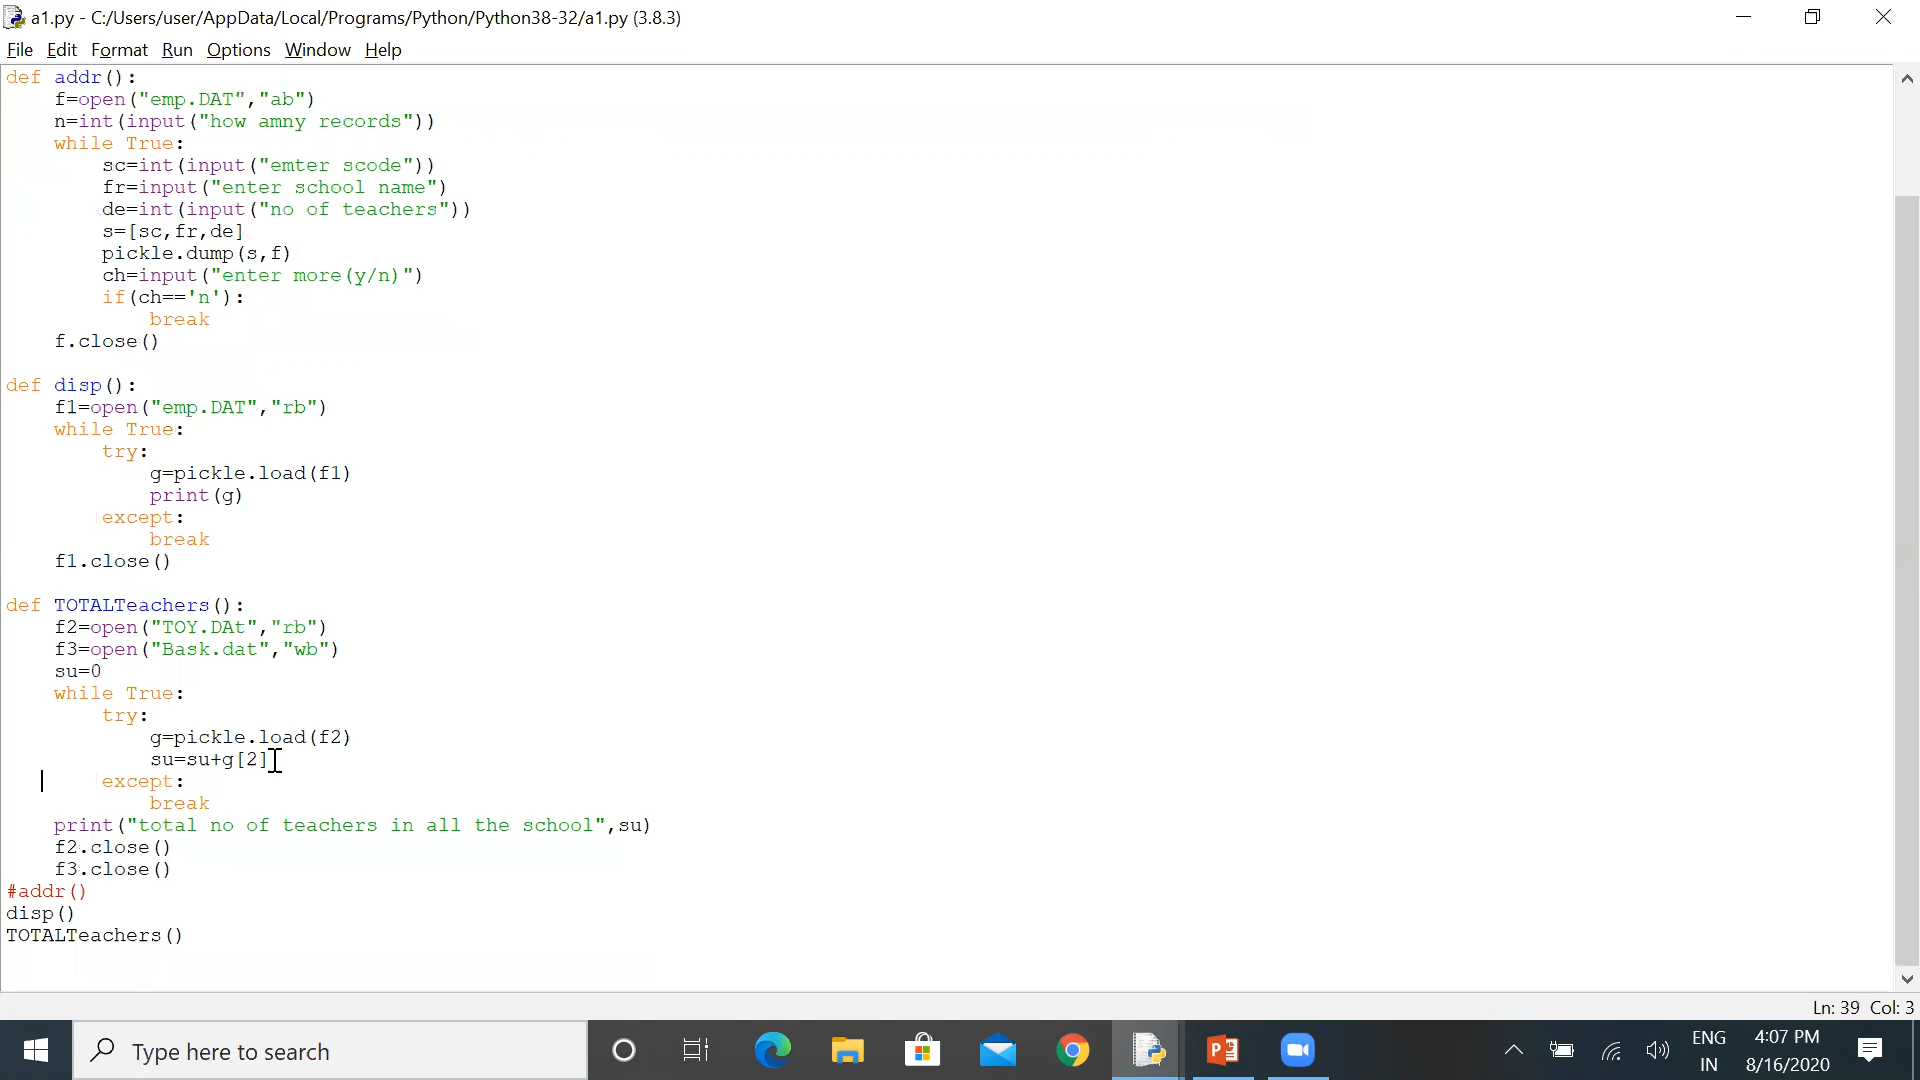 a1.py - C:/Users/user/AppData/Local/Programs/Python/Python38-32/a1.py (3.8.3)
File Edit Format Run Options Window Help
def addr():
    f=open("emp.DAT","ab")
    n=int(input("how amny records"))
    while True:
        sc=int(input("emter scode"))
        fr=input("enter school name")
        de=int(input("no of teachers"))
        s=[sc,fr,de]
        pickle.dump(s,f)
        ch=input("enter more(y/n)")
        if(ch=='n'):
            break
    f.close()
def disp():
    f1=open("emp.DAT","rb")
    while True:
        try:
            g=pickle.load(f1)
            print(g)
        except:
            break
    f1.close()
def TOTALTeachers():
    f2=open("TOY.DAt","rb")
    f3=open("Bask.dat","wb")
    su=0
    while True:
        try:
            g=pickle.load(f2)
            su=su+g[2]
        except:
            break
    print("total no of teachers in all the school",su)
    f2.close()
    f3.close()
#addr()
disp()
TOTALTeachers()
Ln: 39 Col: 3
Type here to search
ENG
IN
4:07 PM
8/16/2020